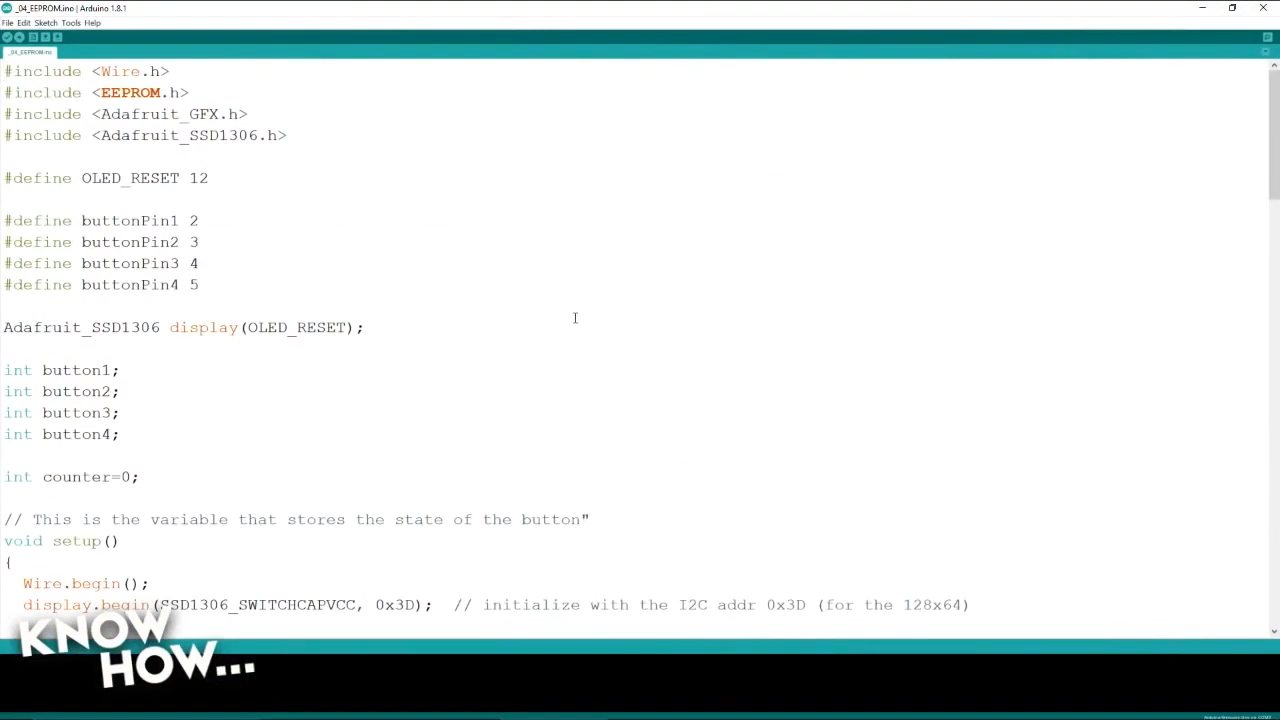 _04_EEPROM.ino | Arduino 1.8.1
File Edit Sketch Tools Help
_04_EEPROM.ino
#include <Wire.h>
#include <EEPROM.h>
#include <Adafruit_GFX.h>
#include <Adafruit_SSD1306.h>
#define OLED_RESET 12
#define buttonPin1 2
#define buttonPin2 3
#define buttonPin3 4
#define buttonPin4 5
Adafruit_SSD1306 display(OLED_RESET);
int button1;
int button2;
int button3;
int button4;
int counter=0;
// This is the variable that stores the state of the button"
void setup()
{
Wire.begin();
display.begin(SSD1306_SWITCHCAPVCC, 0x3D);  // initialize with the I2C addr 0x3D (for the 128x64)
KNOW
HOW...